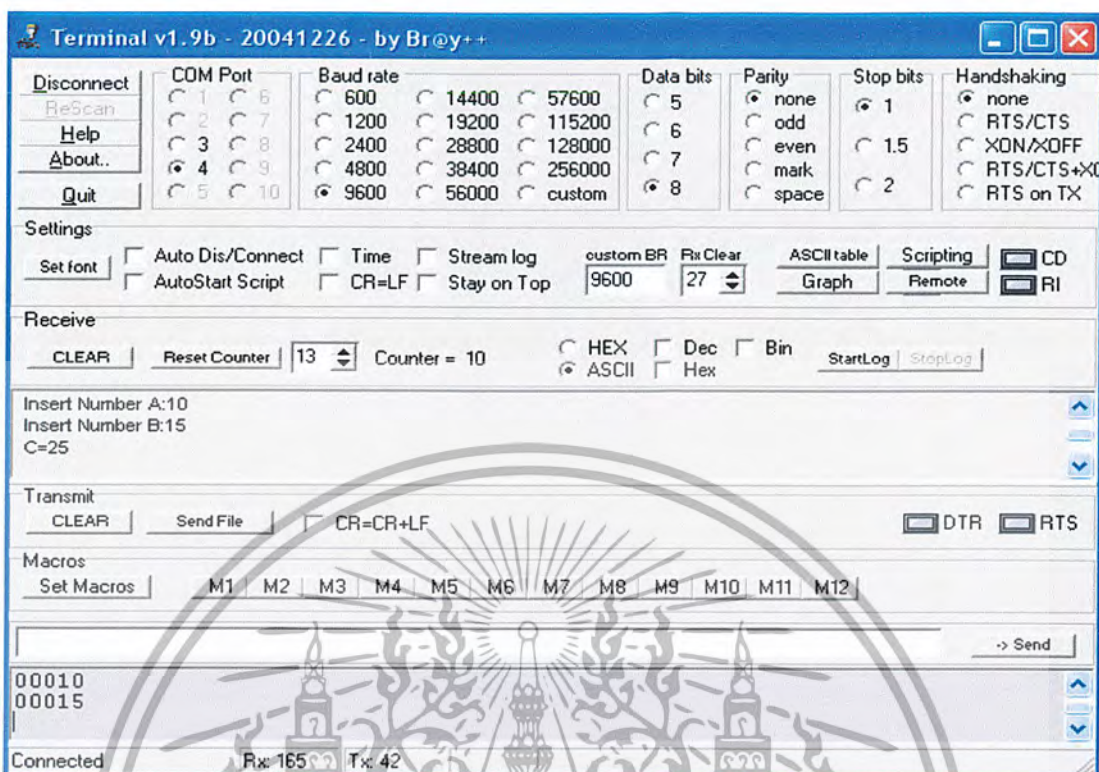 Terminal v1.9b - 20041226 - by Br@y++
Disconnect
ReScan
Help
About..
Quit
COM Port
1 6
2 7
3 8
4 9
5 10
Baud rate
600 14400 57600
1200 19200 115200
2400 28800 128000
4800 38400 256000
9600 56000 custom
Data bits
5
6
7
8
Parity
none
odd
even
mark
space
Stop bits
1
1.5
2
Handshaking
none
RTS/CTS
XON/XOFF
RTS/CTS+XO
RTS on TX
Settings
Set font
Auto Dis/Connect Time Stream log
AutoStart Script CR=LF Stay on Top
custom BR
9600
Rx Clear
27
ASCII table Scripting CD
Graph Remote RI
Receive
CLEAR Reset Counter 13 Counter = 10
HEX Dec Bin
ASCII Hex
StartLog StopLog
Insert Number A:10
Insert Number B:15
C=25
Transmit
CLEAR Send File CR=CR+LF DTR RTS
Macros
Set Macros M1 M2 M3 M4 M5 M6 M7 M8 M9 M10 M11 M12
-> Send
00010
00015
Connected Rx: 165 Tx: 42